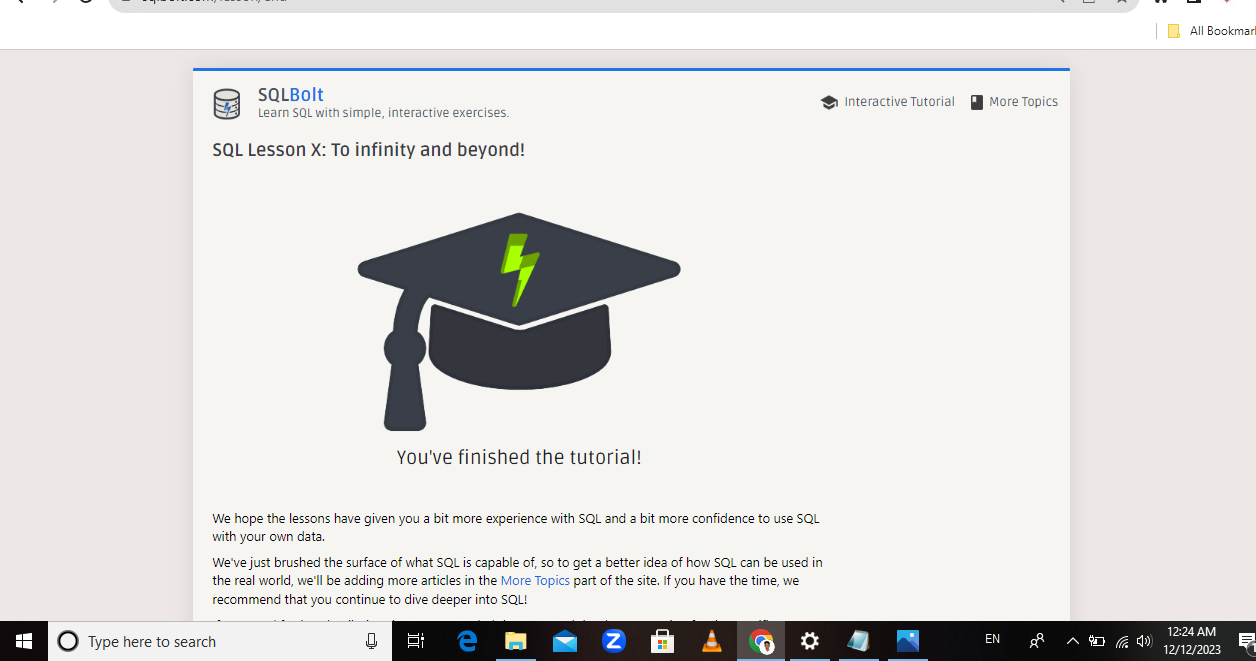 All Bookmar
SQLBolt
Learn SQL with simple, interactive exercises.
Interactive Tutorial
More Topics
SQL Lesson X: To infinity and beyond!
You've finished the tutorial!
We hope the lessons have given you a bit more experience with SQL and a bit more confidence to use SQL
with your own data.
We've just brushed the surface of what SQL is capable of, so to get a better idea of how SQL can be used in
the real world, we'll be adding more articles in the More Topics part of the site. If you have the time, we
recommend that you continue to dive deeper into SQL!
Type here to search
EN
12:24 AM
12/12/2023